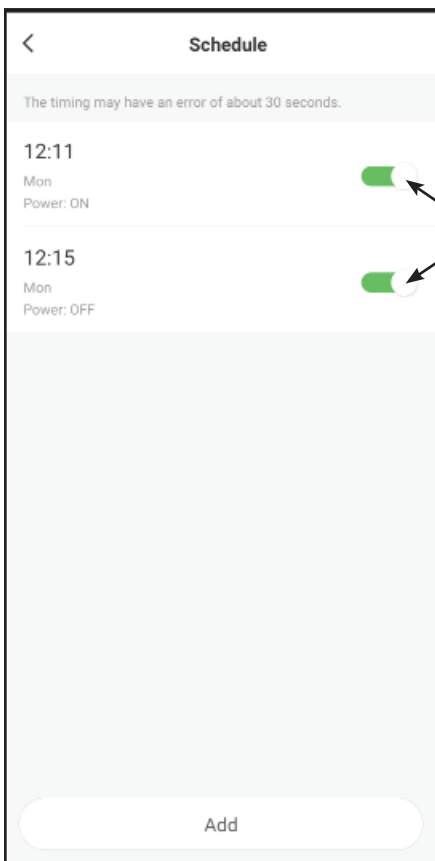 Schedule
The timing may have an error of about 30 seconds.
12:11
Mon
Power: ON
12:15
Mon
Power: OFF
Add